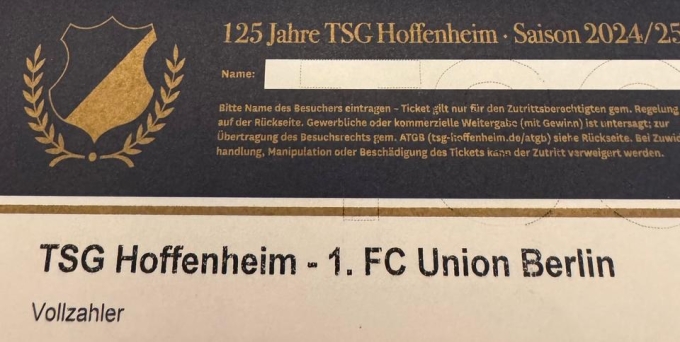 125 Jahre TSG Hoffenheim · Saison 2024/25
Name:
Bitte Name des Besuchers eintragen – Ticket gilt nur für den Zutrittsberechtigten gem. Regelung
auf der Rückseite. Gewerbliche oder kommerzielle Weitergabe (mit Gewinn) ist untersagt; zur
Übertragung des Besuchsrechts gem. ATGB (tsg-hoffenheim.de/atgb) siehe Rückseite. Bei Zuwid
handlung, Manipulation oder Beschädigung des Tickets kann der Zutritt verweigert werden.
TSG Hoffenheim - 1. FC Union Berlin
Vollzahler